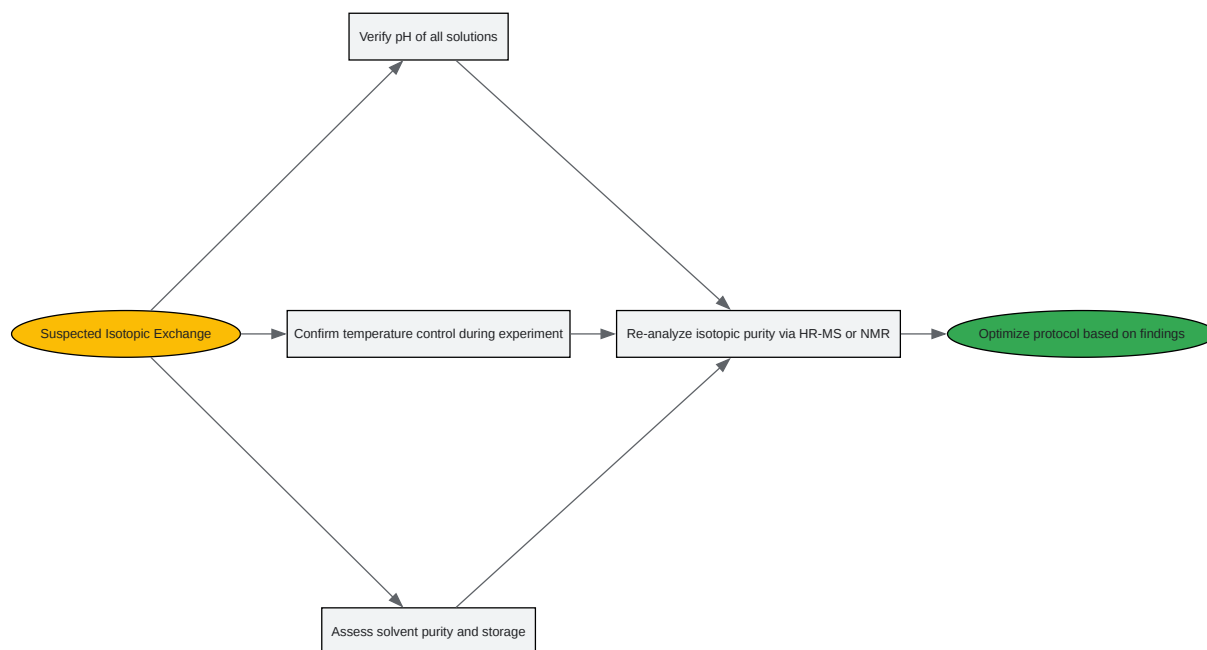 Verify pH of all solutions
Suspected Isotopic Exchange
Confirm temperature control during experiment
Re-analyze isotopic purity via HR-MS or NMR
Optimize protocol based on findings
Assess solvent purity and storage